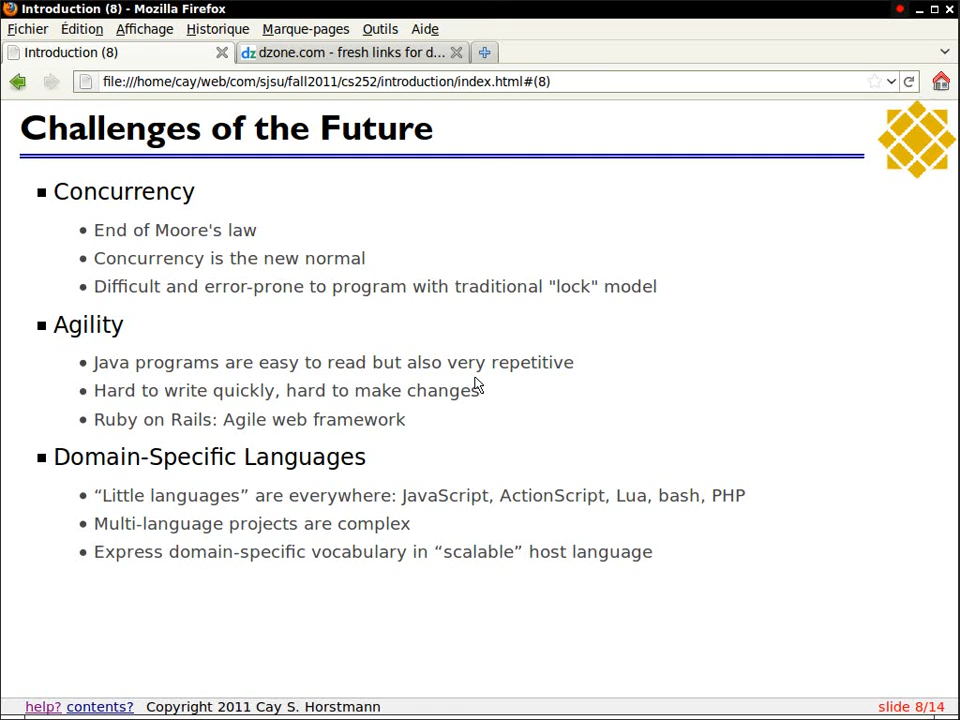 Introduction (8) - Mozilla Firefox
Fichier Édition Affichage Historique Marque-pages Outils Aide
Introduction (8) dz dzone.com - fresh links for d...
file:///home/cay/web/com/sjsu/fall2011/cs252/introduction/index.html#(8)
Challenges of the Future
Concurrency
End of Moore's law
Concurrency is the new normal
Difficult and error-prone to program with traditional "lock" model
Agility
Java programs are easy to read but also very repetitive
Hard to write quickly, hard to make changes
Ruby on Rails: Agile web framework
Domain-Specific Languages
“Little languages” are everywhere: JavaScript, ActionScript, Lua, bash, PHP
Multi-language projects are complex
Express domain-specific vocabulary in “scalable” host language
help? contents? Copyright 2011 Cay S. Horstmann slide 8/14